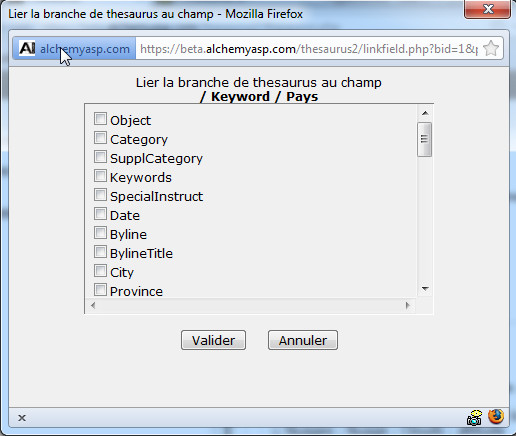 Lier la branche de thesaurus au champ - Mozilla Firefox
AI alchemyasp.com https://beta.alchemyasp.com/thesaurus2/linkfield.php?bid=1&
Lier la branche de thesaurus au champ
/ Keyword / Pays
Object
Category
SupplCategory
Keywords
SpecialInstruct
Date
Byline
BylineTitle
City
Province
Valider Annuler